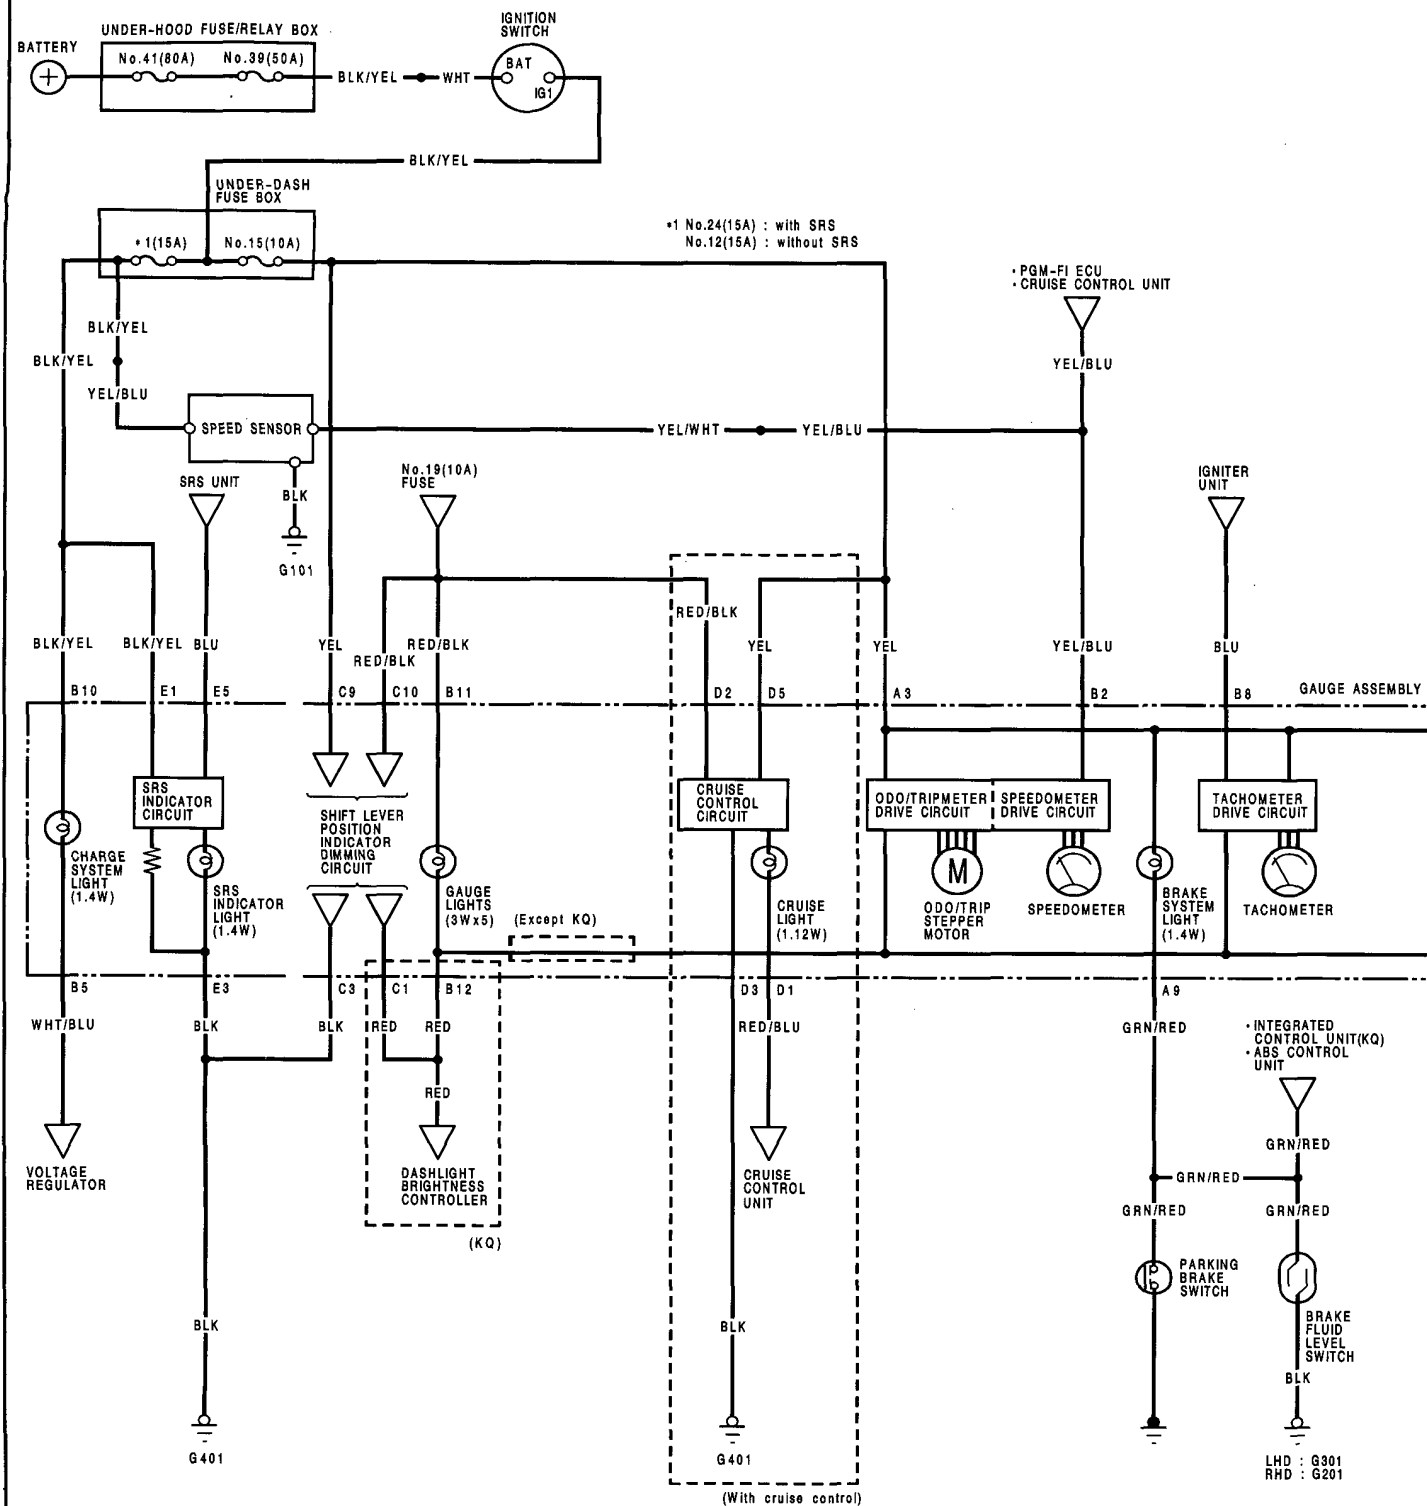 IGNITION
SWITCH
UNDER-HOOD FUSE/RELAY BOX
BATTERY
No.41(80A)
No.39(50A)
BLK/YEL
WHT
BAT
IG1
BLK/YEL
UNDER-DASH
FUSE BOX
*1(15A)
No.15(10A)
*1 No.24(15A) : with SRS
No.12(15A) : without SRS
• PGM-FI ECU
• CRUISE CONTROL UNIT
BLK/YEL
BLK/YEL
YEL/BLU
YEL/BLU
SPEED SENSOR
YEL/WHT
YEL/BLU
SRS UNIT
BLK
G101
No.19(10A)
FUSE
IGNITER
UNIT
RED/BLK
BLK/YEL
BLK/YEL
BLU
YEL
RED/BLK
RED/BLK
YEL
YEL
YEL/BLU
BLU
B10
E1
E5
C9
C10
B11
D2
D5
A3
B2
B8
GAUGE ASSEMBLY
SRS
INDICATOR
CIRCUIT
CRUISE
CONTROL
CIRCUIT
ODO/TRIPMETER
DRIVE CIRCUIT
SPEEDOMETER
DRIVE CIRCUIT
TACHOMETER
DRIVE CIRCUIT
SHIFT LEVER
POSITION
INDICATOR
DIMMING
CIRCUIT
CHARGE
SYSTEM
LIGHT
(1.4W)
SRS
INDICATOR
LIGHT
(1.4W)
GAUGE
LIGHTS
(3Wx5)
(Except KQ)
CRUISE
LIGHT
(1.12W)
M
ODO/TRIP
STEPPER
MOTOR
SPEEDOMETER
BRAKE
SYSTEM
LIGHT
(1.4W)
TACHOMETER
B5
E3
C3
C1
B12
D3
D1
A9
WHT/BLU
BLK
BLK
RED
RED
RED/BLU
GRN/RED
• INTEGRATED
CONTROL UNIT(KQ)
• ABS CONTROL
UNIT
RED
VOLTAGE
REGULATOR
DASHLIGHT
BRIGHTNESS
CONTROLLER
(KQ)
CRUISE
CONTROL
UNIT
GRN/RED
GRN/RED
GRN/RED
GRN/RED
PARKING
BRAKE
SWITCH
BRAKE
FLUID
LEVEL
SWITCH
BLK
BLK
BLK
G401
G401
LHD : G301
RHD : G201
(With cruise control)